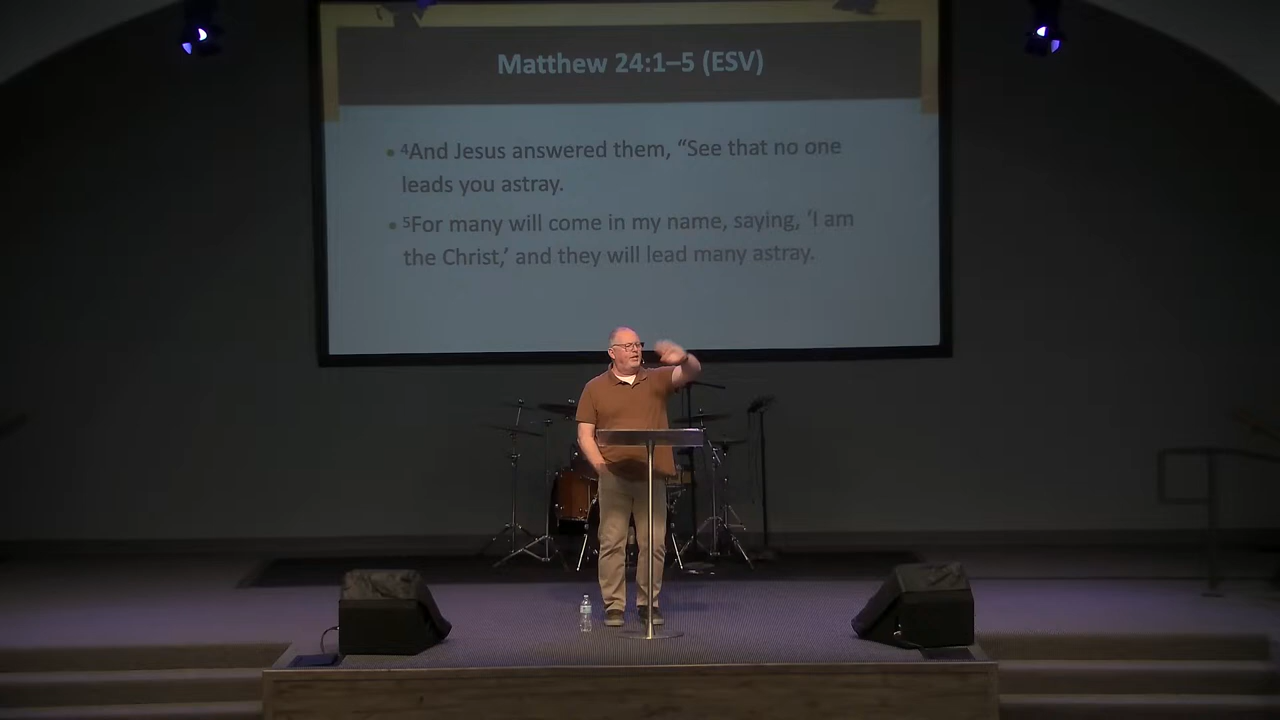 Matthew 24:1–5 (ESV)
• ⁴And Jesus answered them, “See that no one
leads you astray.
• ⁵For many will come in my name, saying, ‘I am
the Christ,’ and they will lead many astray.